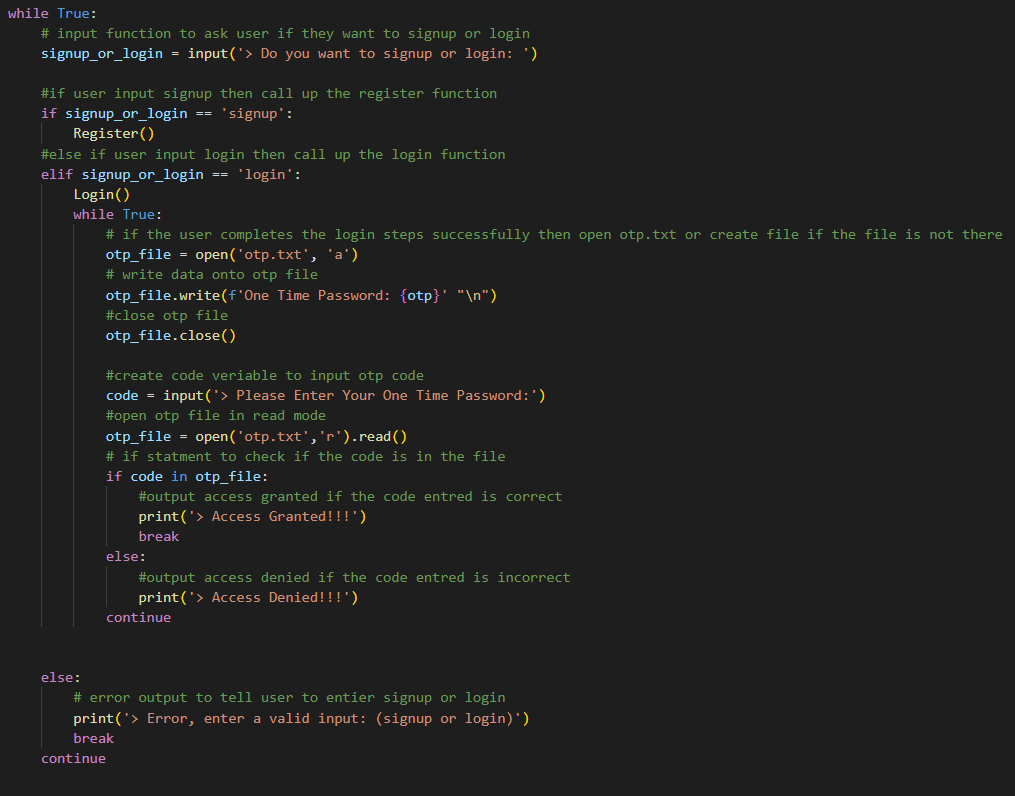 while True:
    # input function to ask user if they want to signup or login
    signup_or_login = input('> Do you want to signup or login: ')

    #if user input signup then call up the register function
    if signup_or_login == 'signup':
        Register()
    #else if user input login then call up the login function
    elif signup_or_login == 'login':
        Login()
        while True:
            # if the user completes the login steps successfully then open otp.txt or create file if the file is not there
            otp_file = open('otp.txt', 'a')
            # write data onto otp file
            otp_file.write(f'One Time Password: {otp}' "\n")
            #close otp file
            otp_file.close()

            #create code veriable to input otp code
            code = input('> Please Enter Your One Time Password:')
            #open otp file in read mode
            otp_file = open('otp.txt','r').read()
            # if statment to check if the code is in the file
            if code in otp_file:
                #output access granted if the code entred is correct
                print('> Access Granted!!!')
                break
            else:
                #output access denied if the code entred is incorrect
                print('> Access Denied!!!')
            continue


    else:
        # error output to tell user to entier signup or login
        print('> Error, enter a valid input: (signup or login)')
        break
    continue